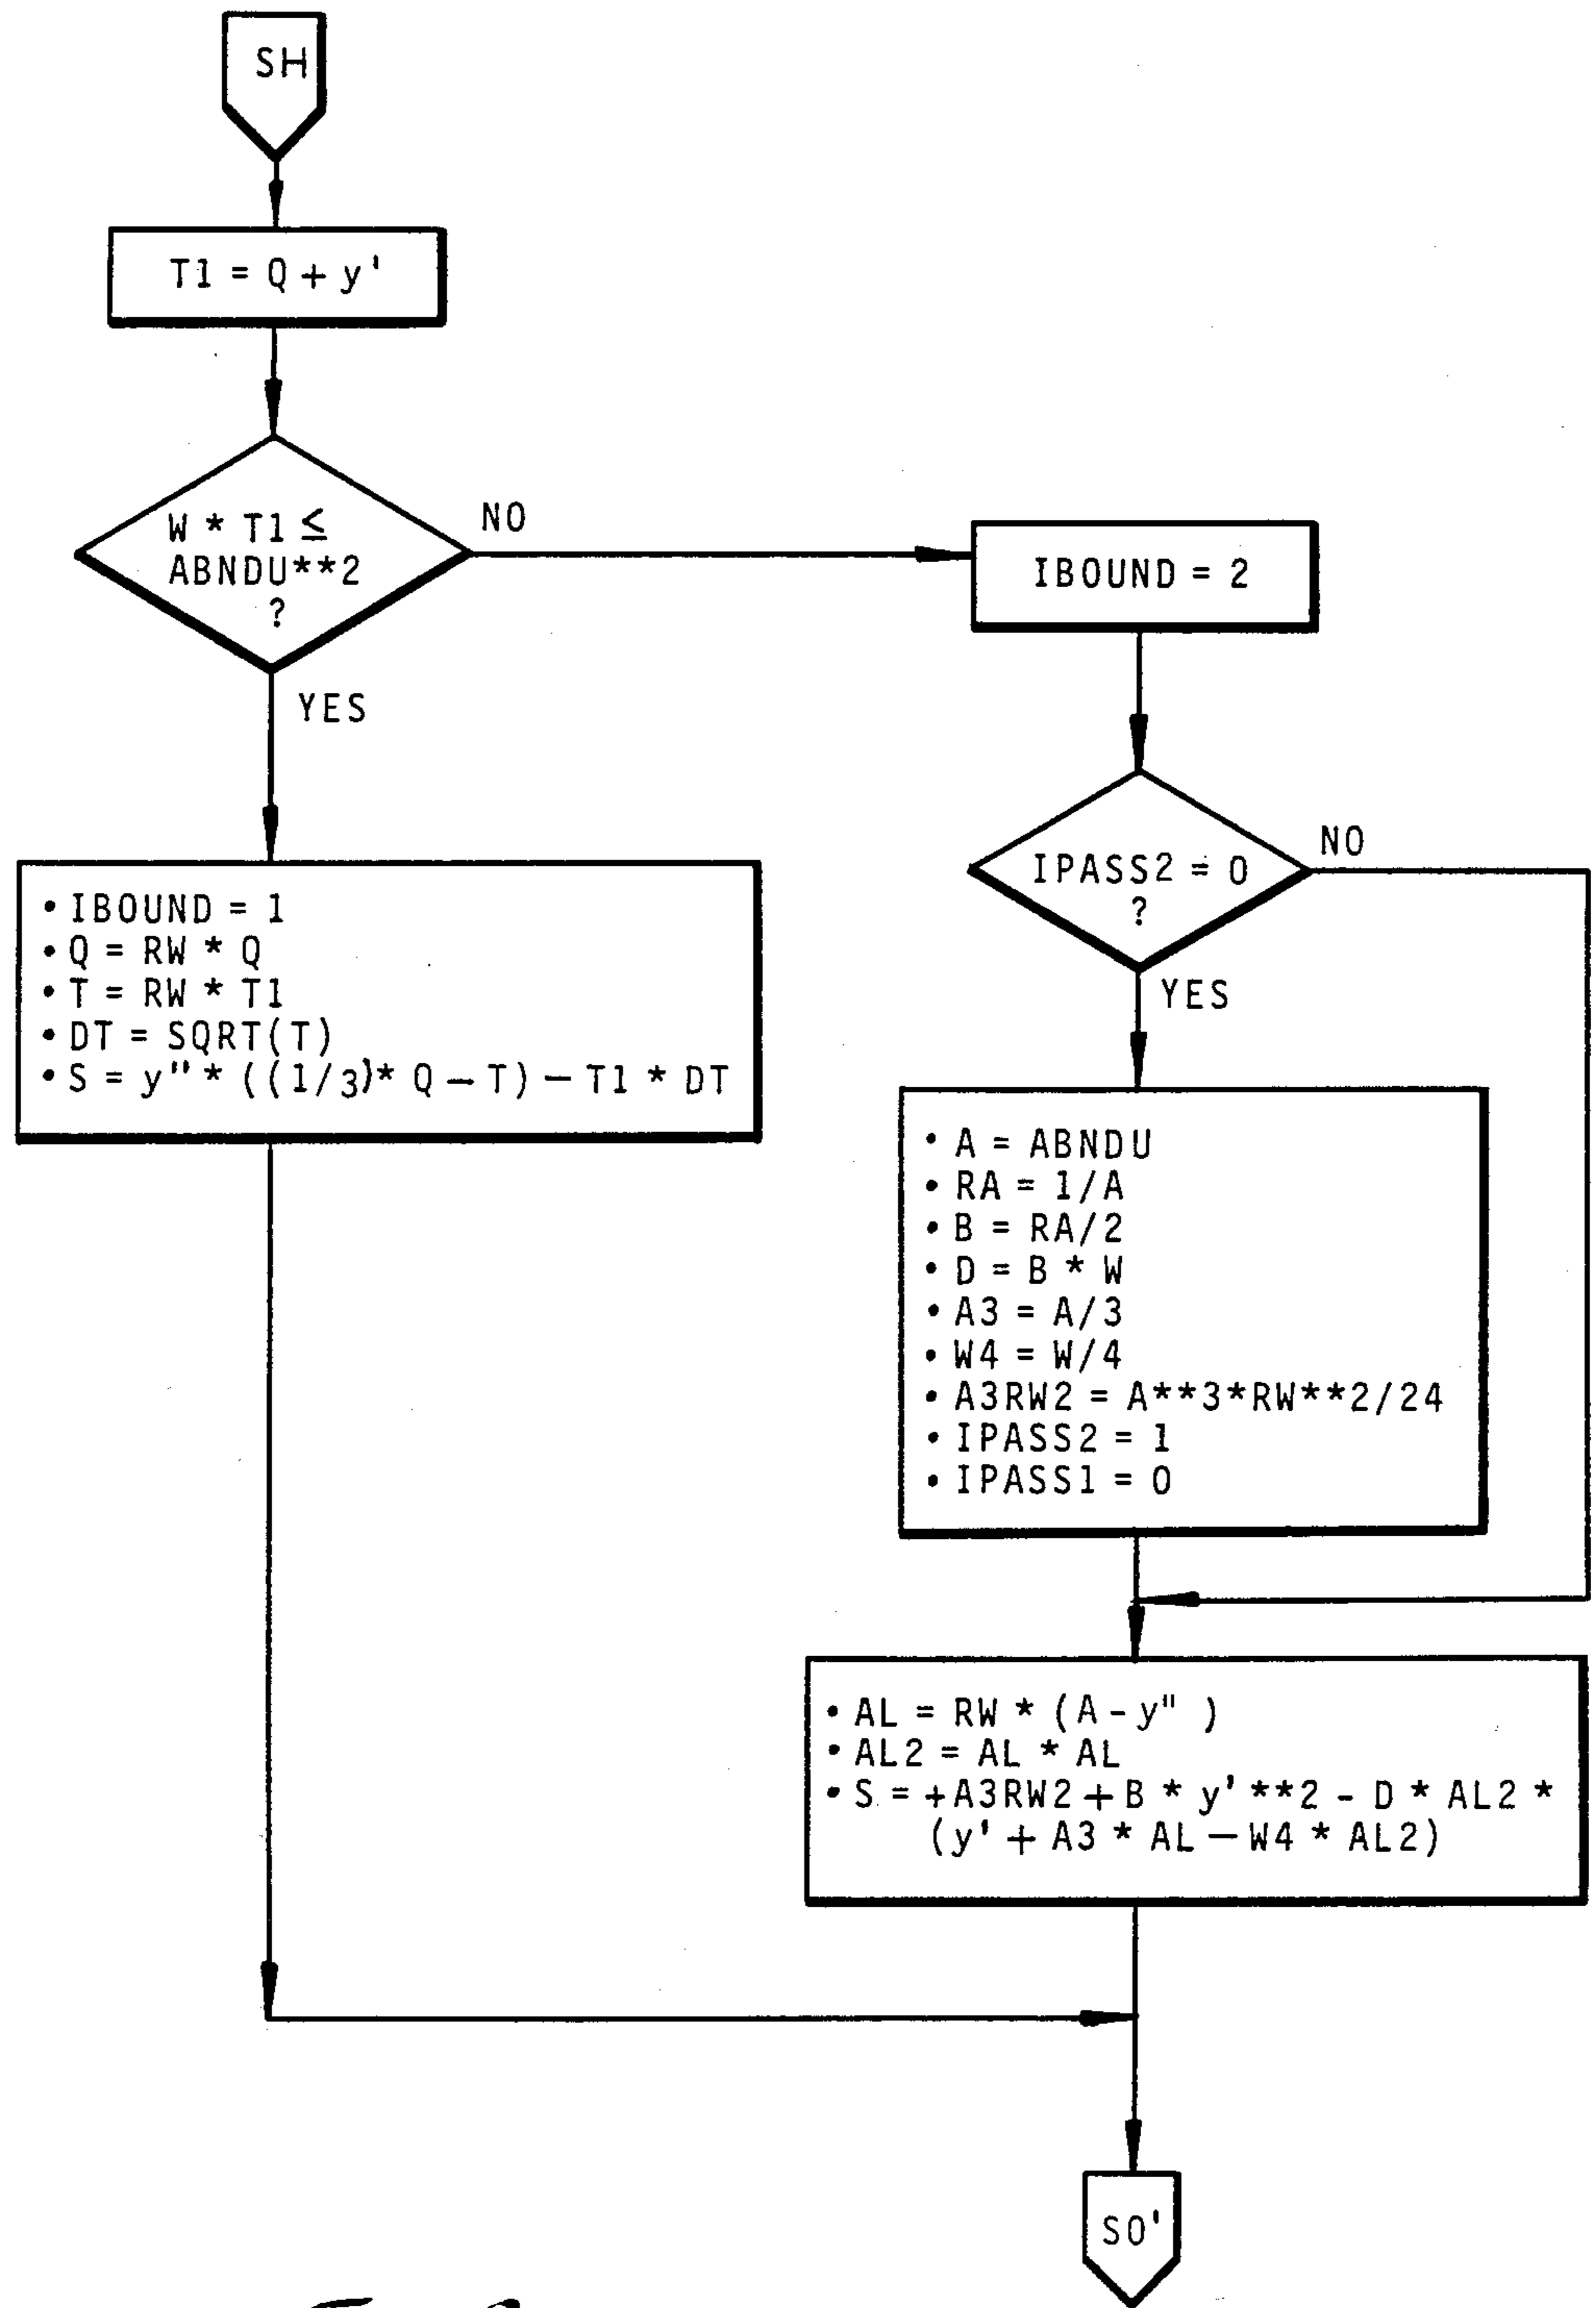 SH
T1 = Q + y'
W * T1 ≤
ABNDU**2
?
NO
YES
IBOUND = 2
IPASS2 = 0
?
NO
YES
• IBOUND = 1
• Q = RW * Q
• T = RW * T1
• DT = SQRT(T)
• S = y" * ((1/3)* Q — T) — T1 * DT
• A = ABNDU
• RA = 1/A
• B = RA/2
• D = B * W
• A3 = A/3
• W4 = W/4
• A3RW2 = A**3*RW**2/24
• IPASS2 = 1
• IPASS1 = 0
• AL = RW * (A - y" )
• AL2 = AL * AL
• S = +A3RW2 + B * y' **2 - D * AL2 *
(y' + A3 * AL — W4 * AL2)
SO'